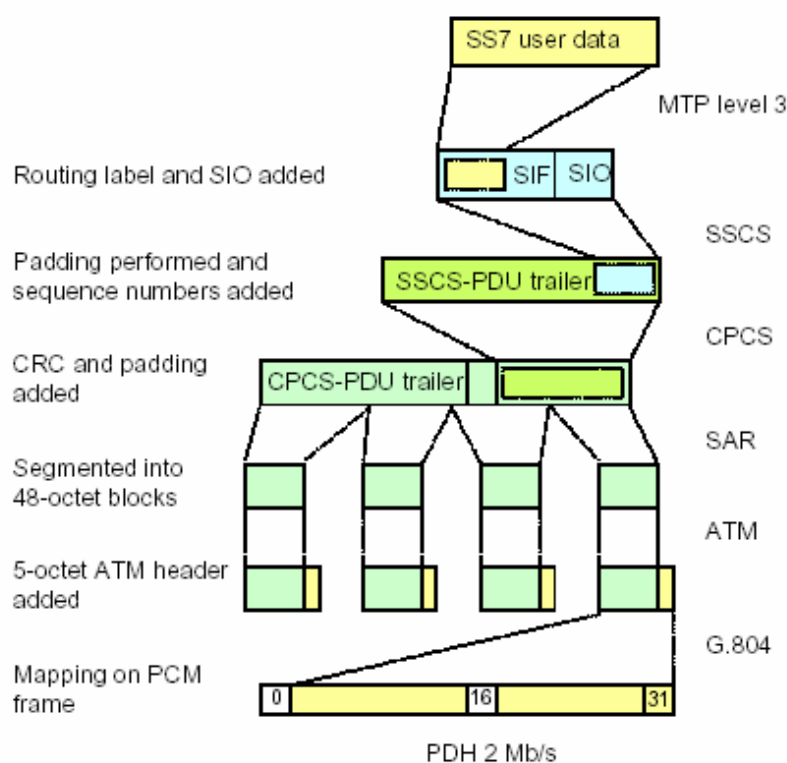 SS7 user data
MTP level 3
Routing label and SIO added
SIF
SIO
SSCS
Padding performed and
sequence numbers added
SSCS-PDU trailer
CPCS
CRC and padding
added
CPCS-PDU trailer
SAR
Segmented into
48-octet blocks
ATM
5-octet ATM header
added
G.804
Mapping on PCM
frame
0
16
31
PDH 2 Mb/s